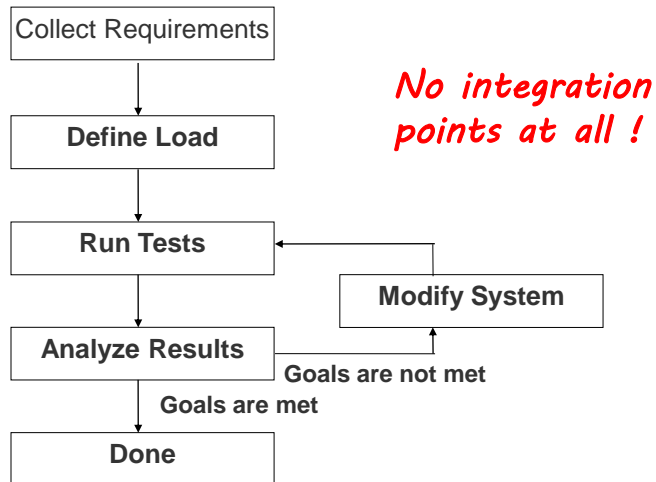 Collect Requirements
No integration
points at all !
Define Load
Run Tests
Modify System
Analyze Results
Goals are not met
Goals are met
Done